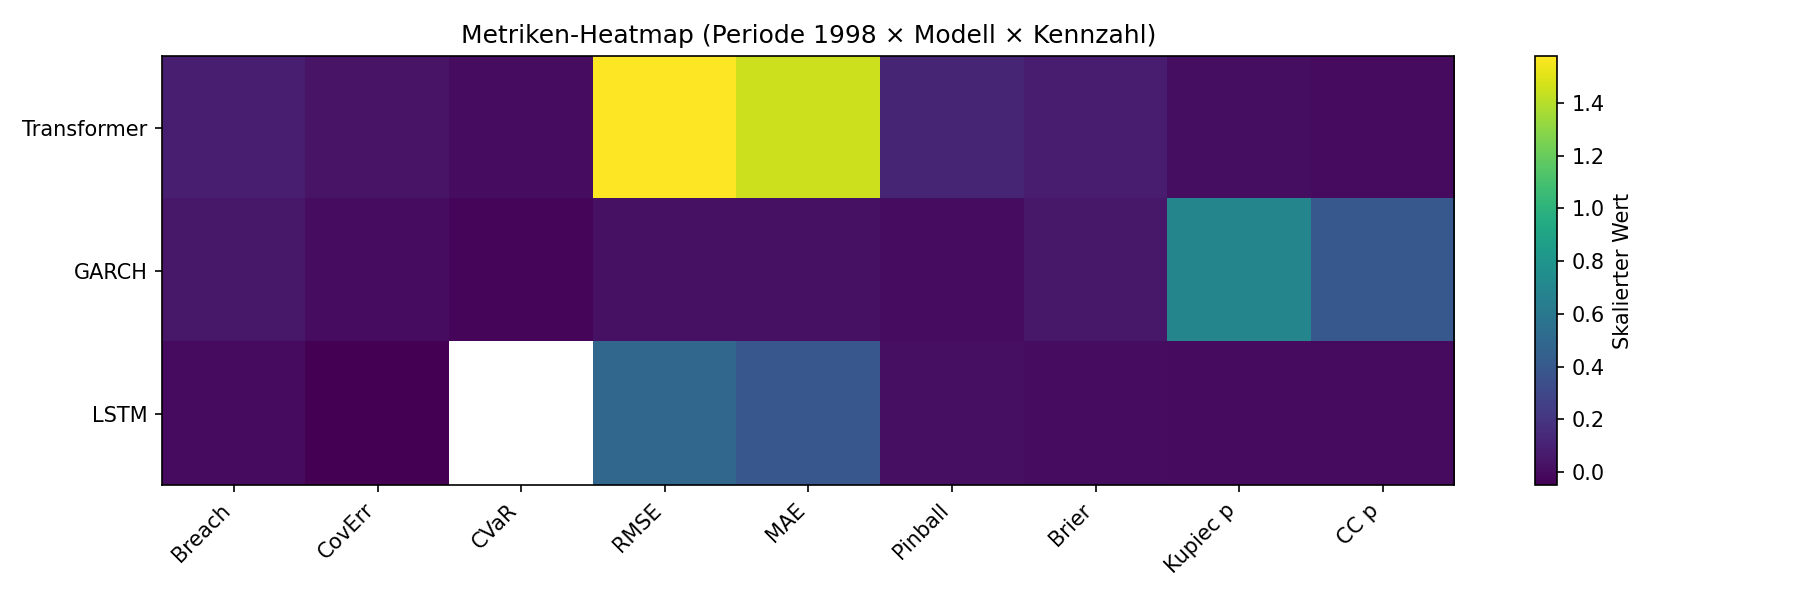 Metriken-Heatmap (Periode 1998 × Modell × Kennzahl)
Transformer
GARCH
LSTM
Breach
CovErr
CVaR
RMSE
MAE
Pinball
Brier
Kupiec p
CC p
1.4
1.2
1.0
0.8
0.6
0.4
0.2
0.0
Skalierter Wert